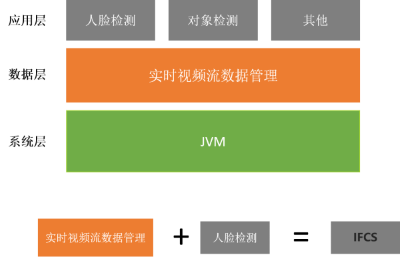 应用层 人脸检测 对象检测 其他
数据层 实时视频流数据管理
系统层 JVM
实时视频流数据管理 + 人脸检测 = IFCS